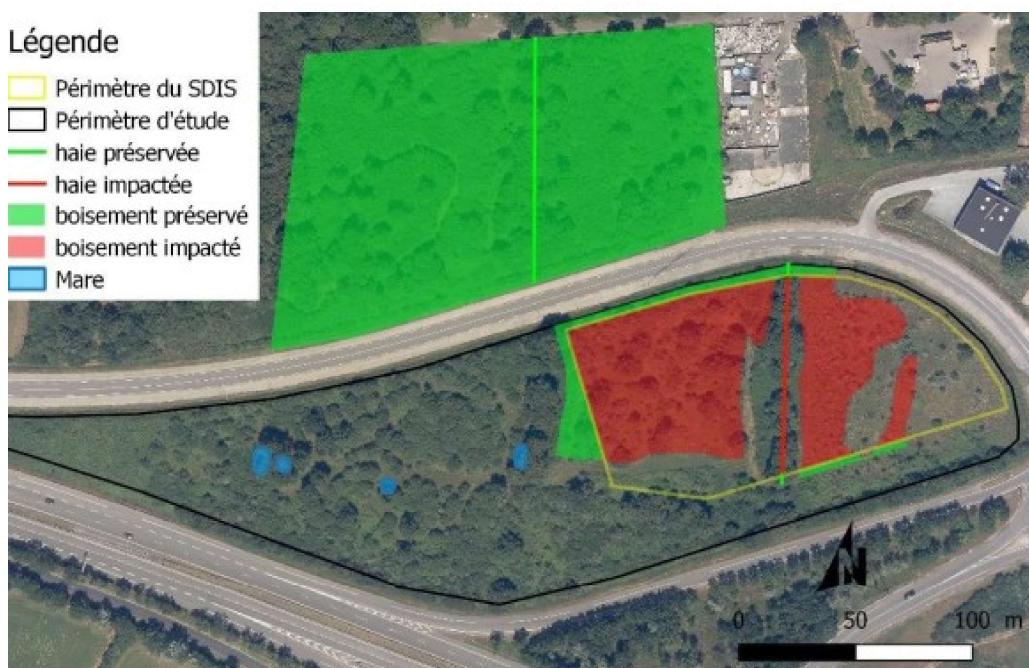 Légende
Périmètre du SDIS
Périmètre d'étude
haie préservée
haie impactée
boisement préservé
boisement impacté
Mare
N
0 50 100 m